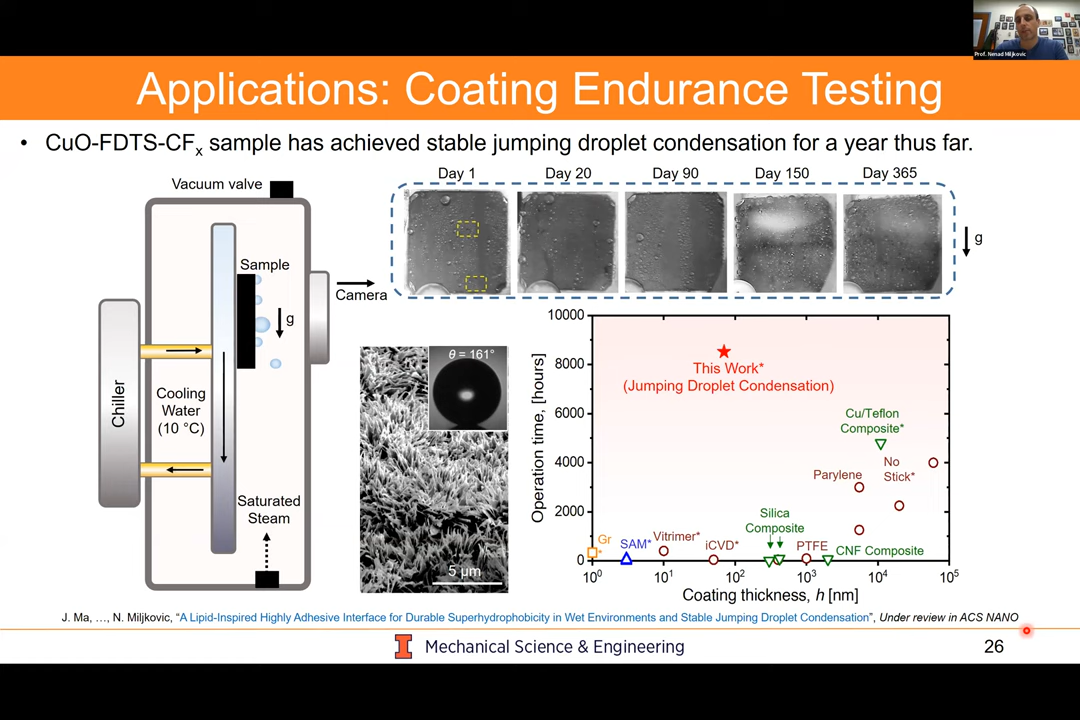 Prof. Nenad Miljkovic
Applications: Coating Endurance Testing
• CuO-FDTS-CFx sample has achieved stable jumping droplet condensation for a year thus far.
Vacuum valve
Sample
g
Camera
Chiller
Cooling
Water
(10 °C)
Saturated
Steam
Day 1 Day 20 Day 90 Day 150 Day 365
g
θ = 161°
5 μm
Operation time, [hours]
10000
8000
6000
4000
2000
0
This Work*
(Jumping Droplet Condensation)
Cu/Teflon
Composite*
Parylene
No
Stick*
Silica
Composite
Gr
*
SAM*
Vitrimer*
iCVD*
PTFE
CNF Composite
10⁰ 10¹ 10² 10³ 10⁴ 10⁵
Coating thickness, h [nm]
J. Ma, …, N. Miljkovic, “A Lipid-Inspired Highly Adhesive Interface for Durable Superhydrophobicity in Wet Environments and Stable Jumping Droplet Condensation”, Under review in ACS NANO
I
Mechanical Science & Engineering
26